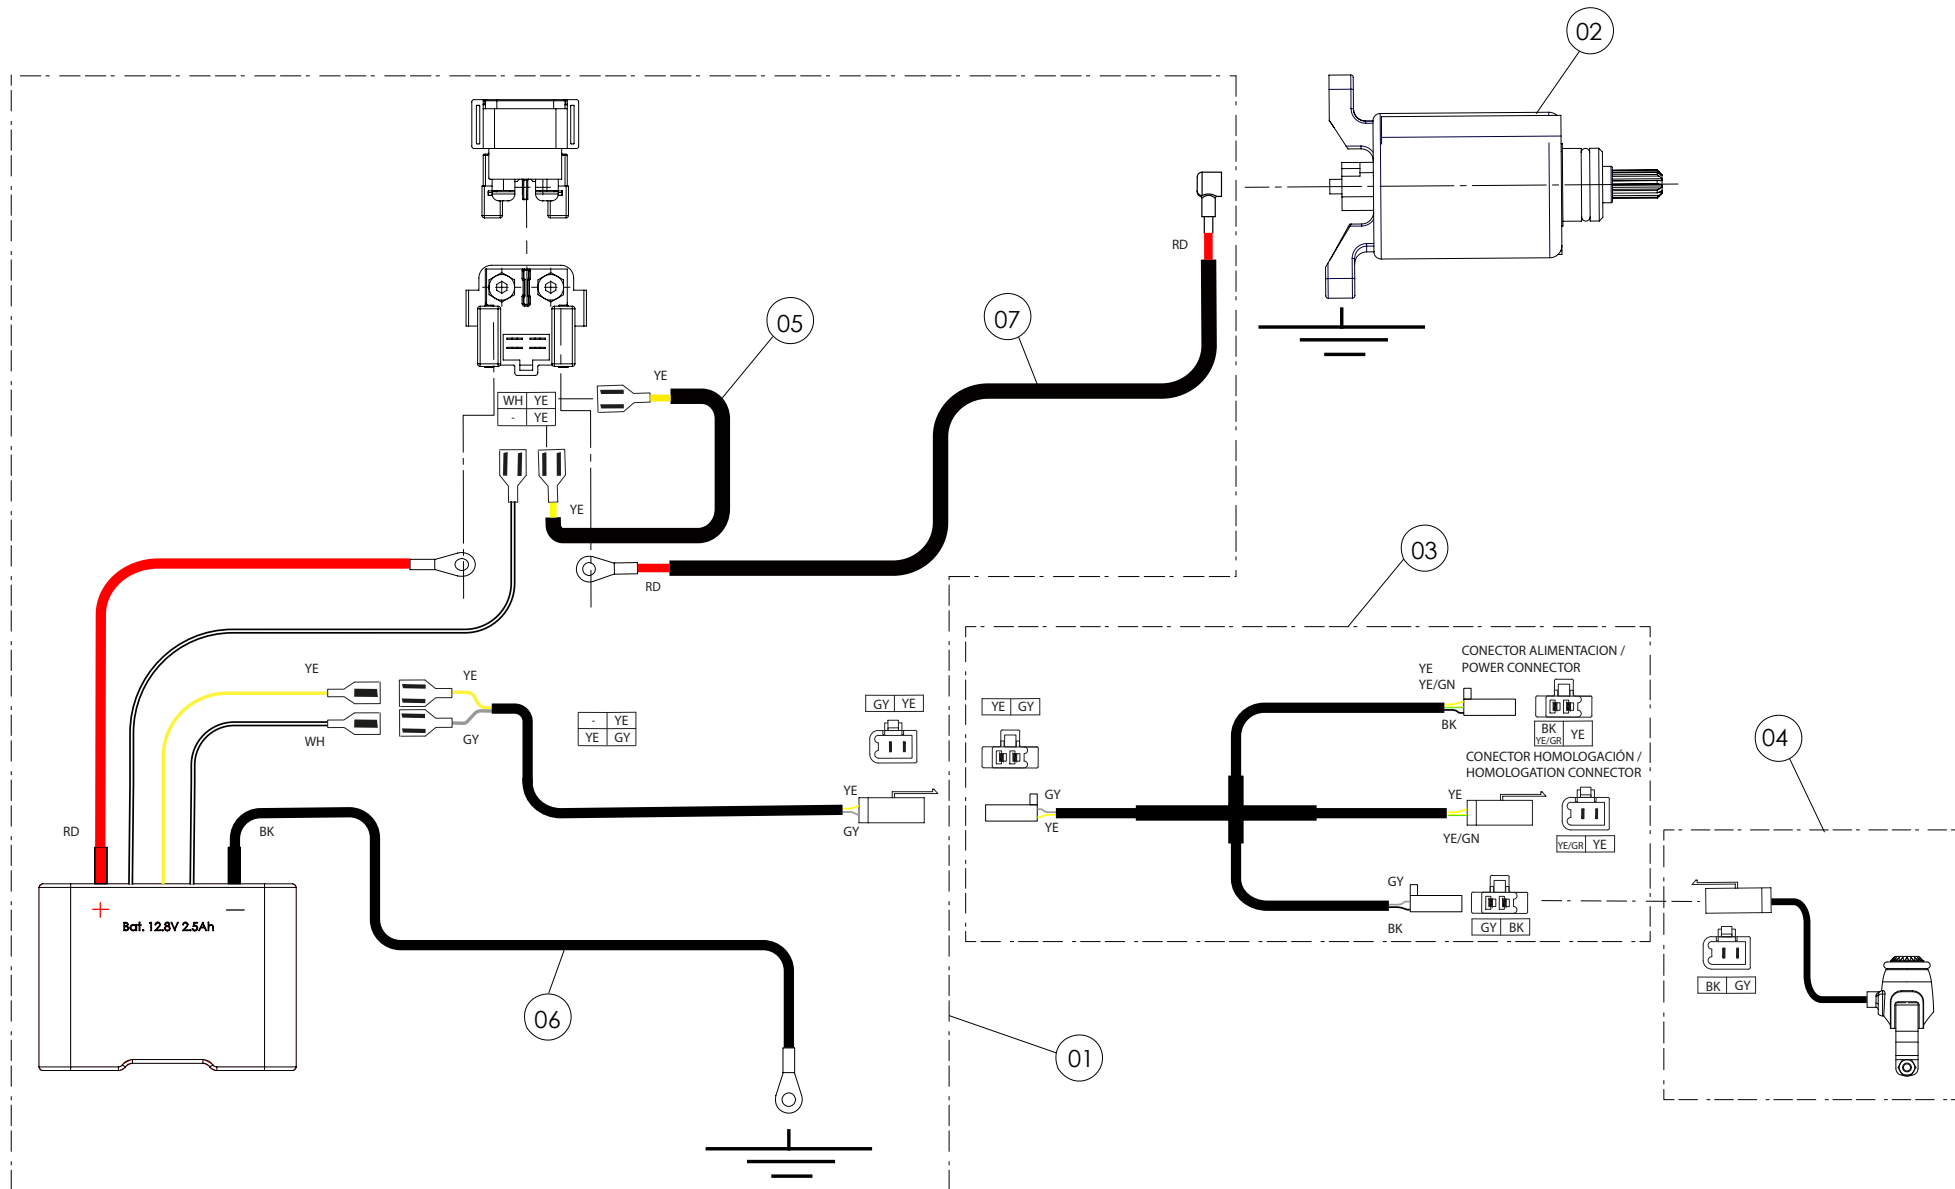 02
RD
05
07
YE
WH YE
- YE
YE
03
RD
CONECTOR ALIMENTACION /
POWER CONNECTOR
YE
YE/GN
YE
YE
GY YE
YE GY
BK
BK YE
YE/GR
- YE
YE GY
WH
GY
04
CONECTOR HOMOLOGACIÓN /
HOMOLOGATION CONNECTOR
YE
GY
YE
GY
YE
YE/GN
YE/GR YE
RD
BK
GY
BK
GY BK
+ −
Bat. 12.8V 2.5Ah
BK GY
06
01